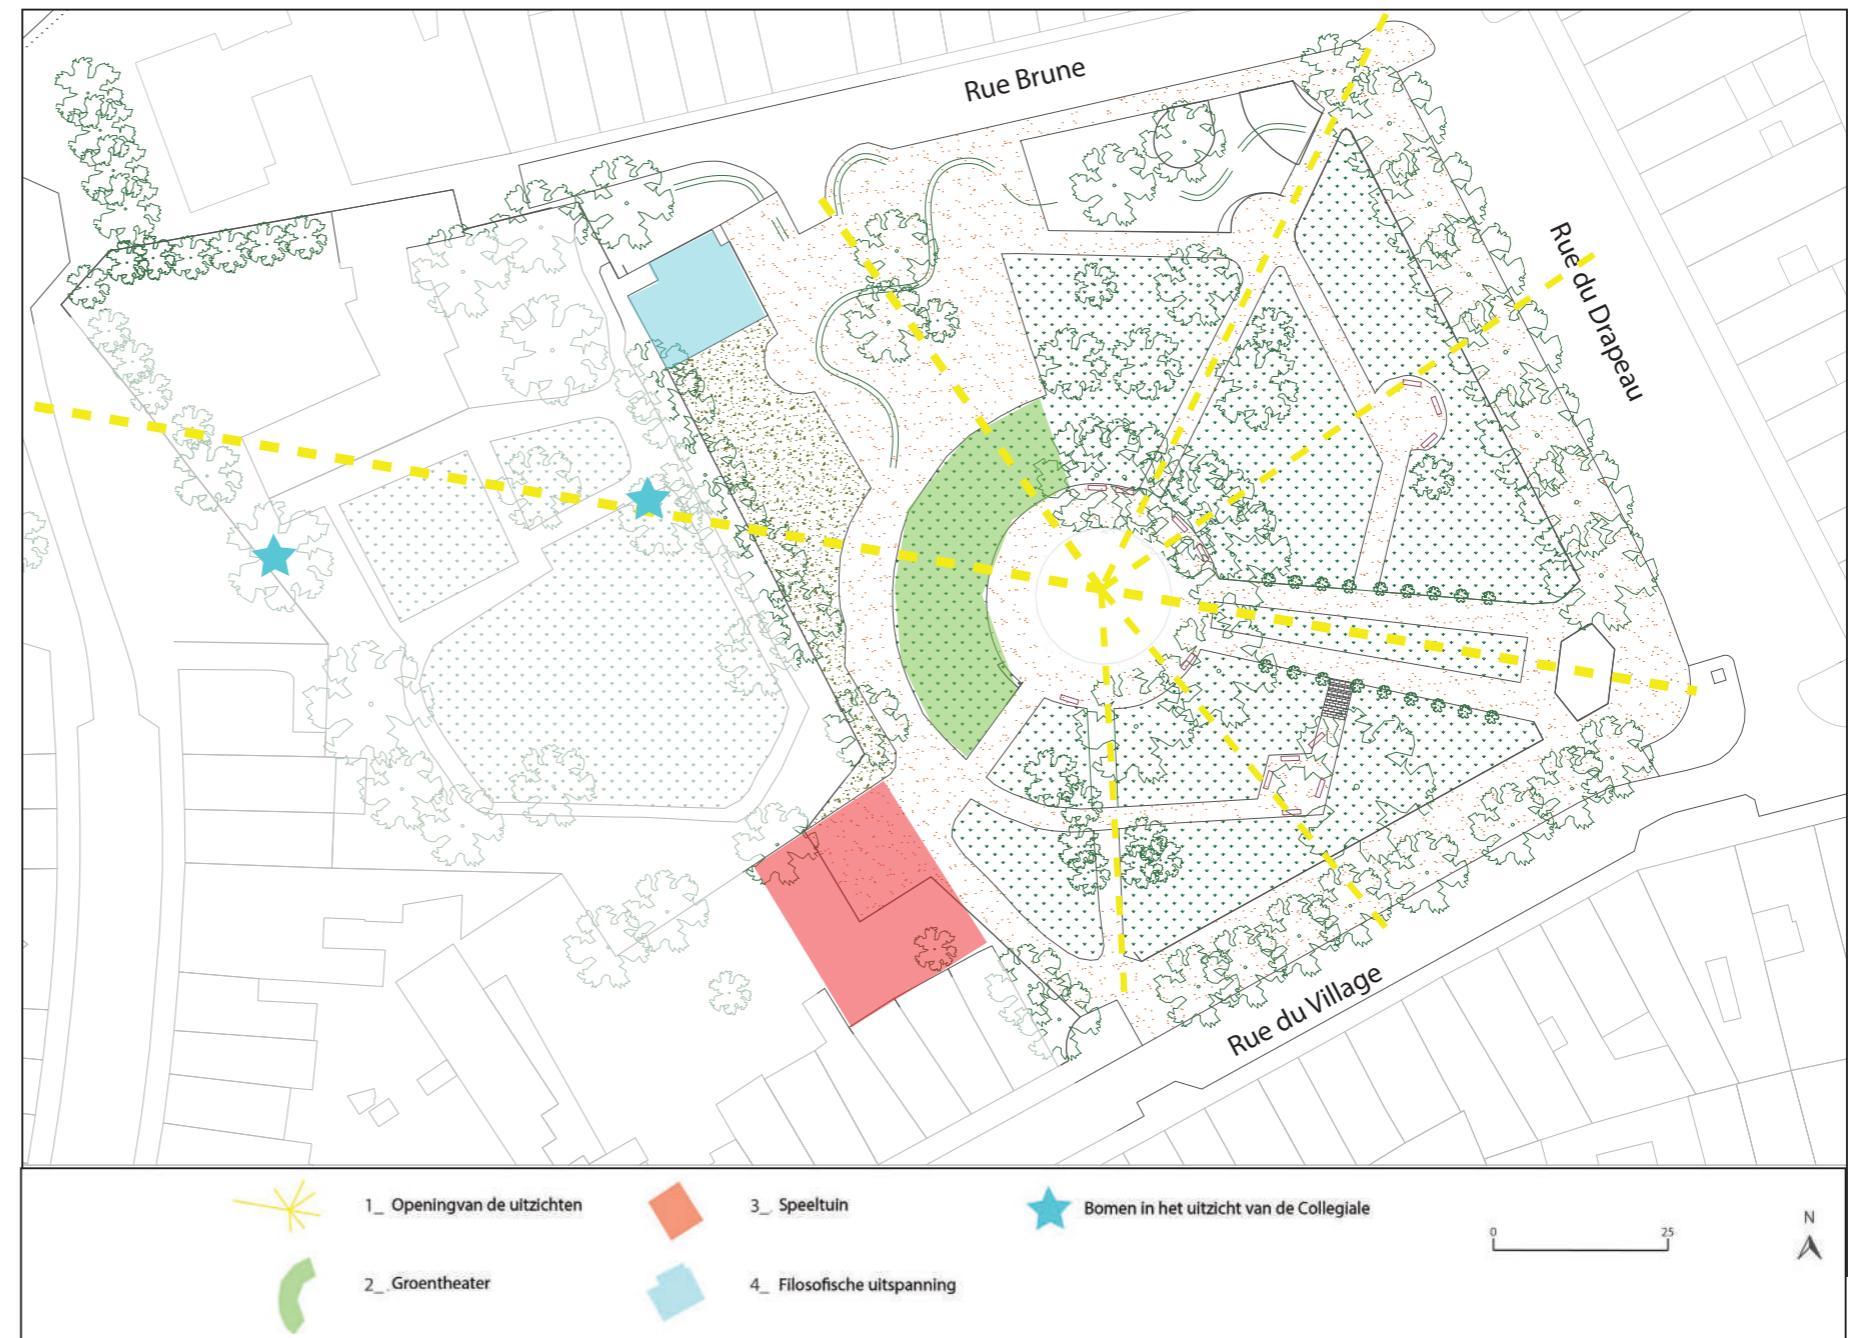 Rue Brune
Rue du Drapeau
Rue du Village
1_ Openingvan de uitzichten
2_ Groentheater
3_ Speeltuin
4_ Filosofische uitspanning
Bomen in het uitzicht van de Collegiale
0 25
N